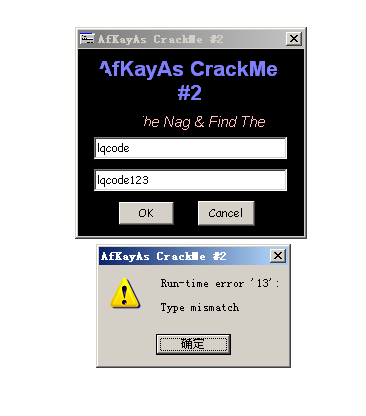 AfKayAs CrackMe #2
AfKayAs CrackMe
#2
he Nag & Find The
lqcode
lqcode123
OK
Cancel
AfKayAs CrackMe #2
Run-time error '13':
Type mismatch
确定